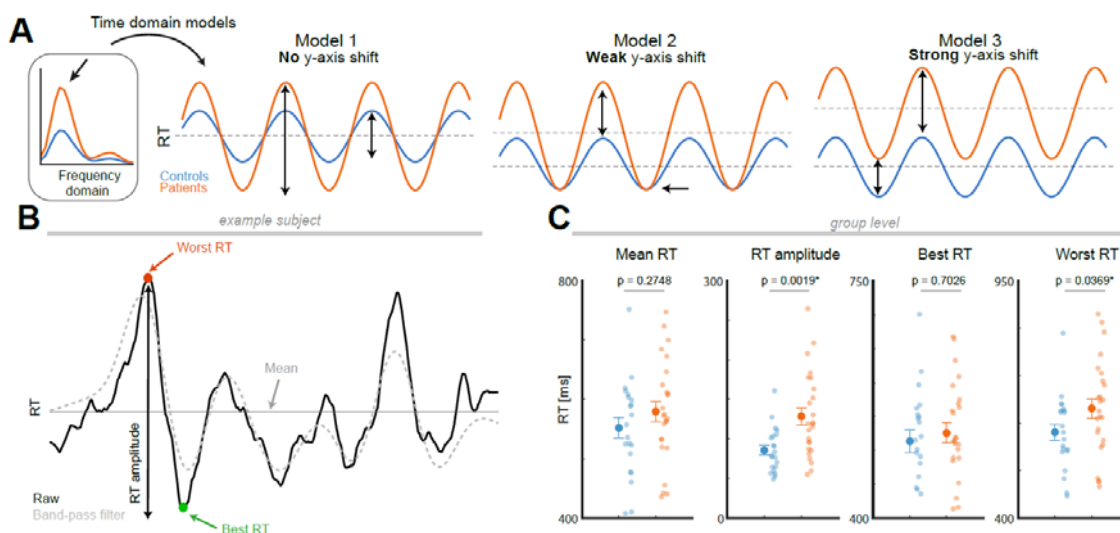 A
Time domain models
Model 1
No y-axis shift
Model 2
Weak y-axis shift
Model 3
Strong y-axis shift
RT
Controls
Patients
Frequency
domain
B
example subject
Worst RT
Mean
RT
RT amplitude
Raw
Band-pass filter
Best RT
C
group level
Mean RT
RT amplitude
Best RT
Worst RT
p = 0.2748
p = 0.0019*
p = 0.7026
p = 0.0369*
800
300
750
950
RT [ms]
400
0
400
400